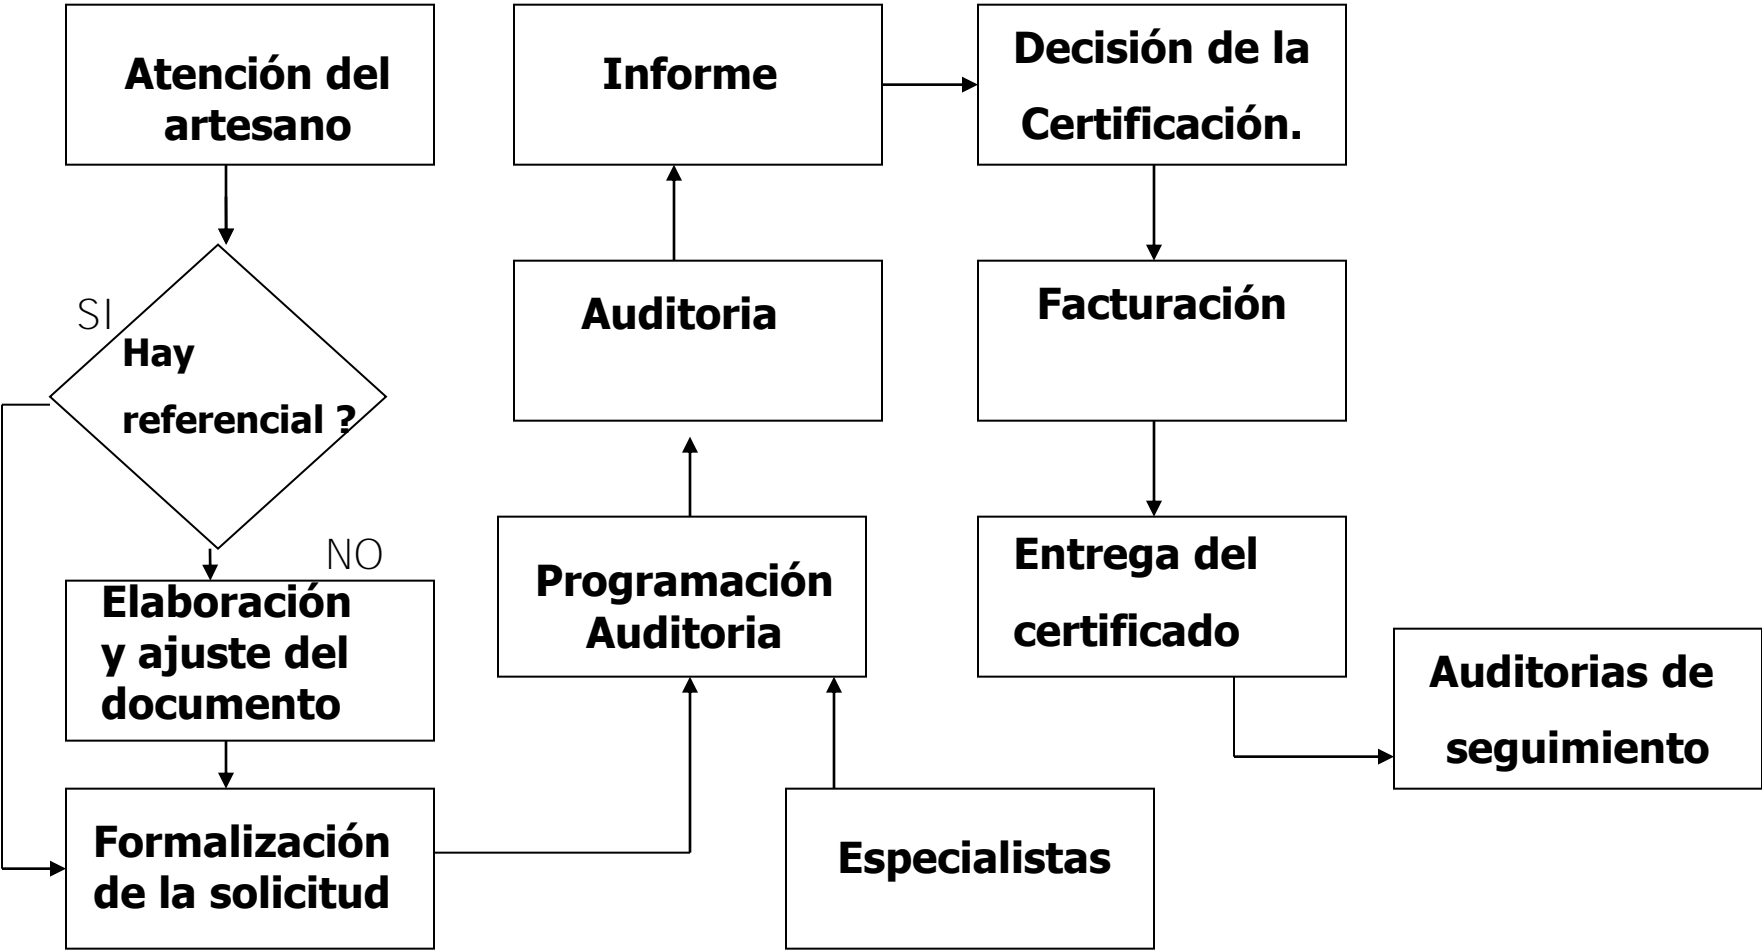 Atención del
artesano
SI
Hay
referencial ?
NO
Elaboración
y ajuste del
documento
Formalización
de la solicitud
Informe
Auditoria
Programación
Auditoria
Especialistas
Decisión de la
Certificación.
Facturación
Entrega del
certificado
Auditorias de
seguimiento